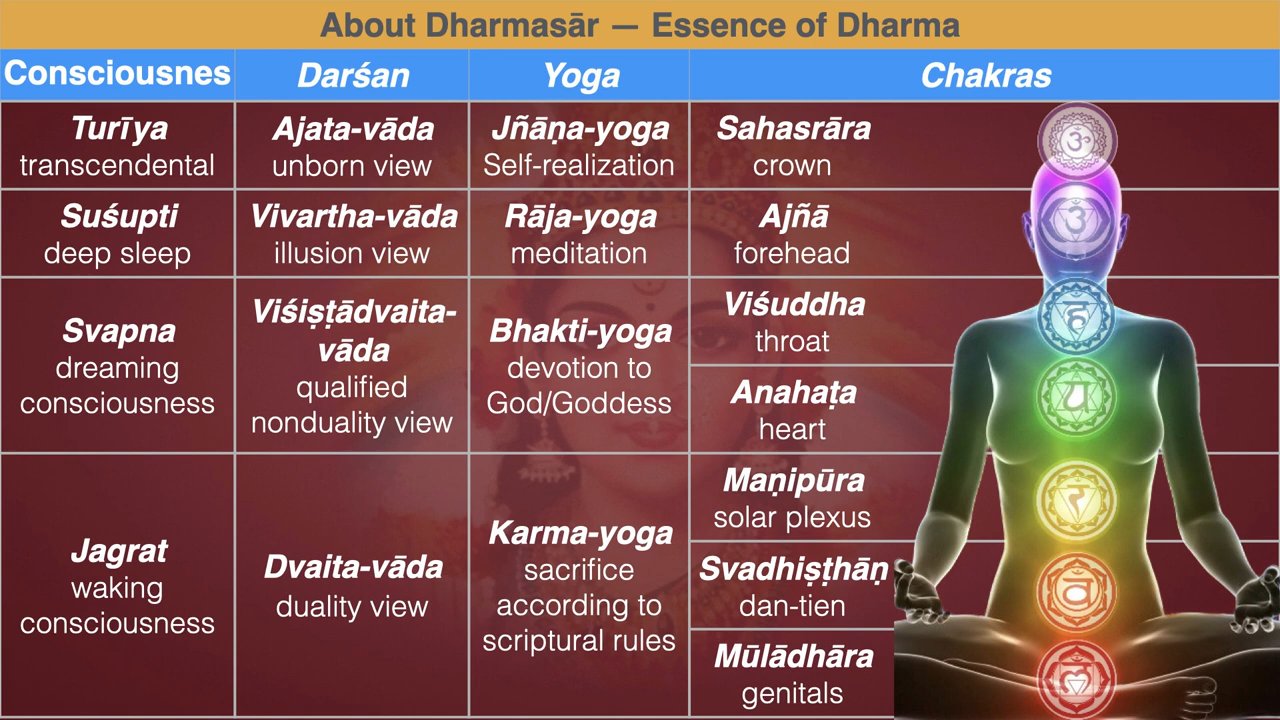 About Dharmasār — Essence of Dharma
Consciousnes
Darśan
Yoga
Chakras
Turīya
transcendental
Ajata-vāda
unborn view
Jñāṇa-yoga
Self-realization
Sahasrāra
crown
Suśupti
deep sleep
Vivartha-vāda
illusion view
Rāja-yoga
meditation
Ajñā
forehead
Svapna
dreaming
consciousness
Viśiṣṭādvaita-
vāda
qualified
nonduality view
Bhakti-yoga
devotion to
God/Goddess
Viśuddha
throat
Anahaṭa
heart
Jagrat
waking
consciousness
Dvaita-vāda
duality view
Karma-yoga
sacrifice
according to
scriptural rules
Maṇipūra
solar plexus
Svadhiṣṭhāṇ
dan-tien
Mūlādhāra
genitals
ॐ
ॐ
हं
यं
रं
वं